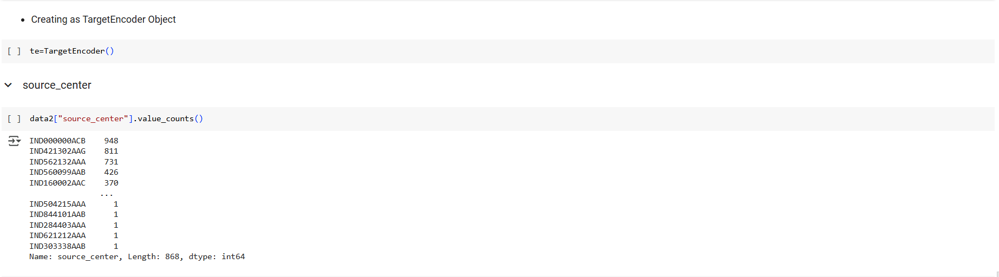 • Creating as TargetEncoder Object
[ ] te=TargetEncoder()
source_center
[ ] data2["source_center"].value_counts()
IND000000ACB    948
IND421302AAG    811
IND562132AAA    731
IND560099AAB    426
IND160002AAC    370
...
IND504215AAA      1
IND844101AAB      1
IND284403AAA      1
IND621212AAA      1
IND303338AAB      1
Name: source_center, Length: 868, dtype: int64